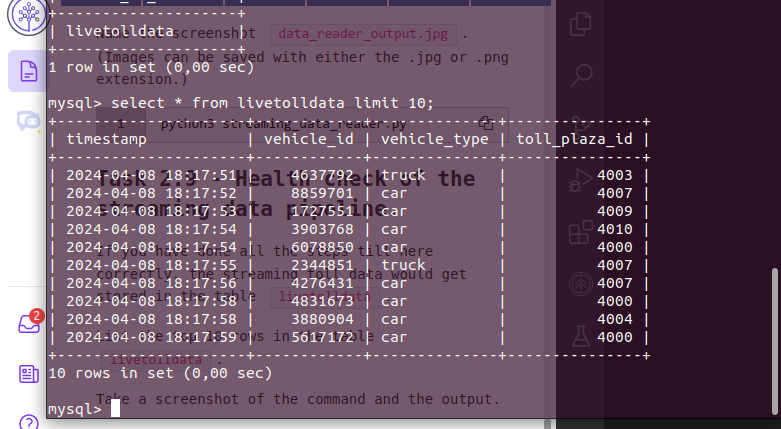 +--------------------+
| livetolldata       |
+--------------------+
1 row in set (0,00 sec)
mysql> select * from livetolldata limit 10;
+---------------------+------------+--------------+---------------+
| timestamp           | vehicle_id | vehicle_type | toll_plaza_id |
+---------------------+------------+--------------+---------------+
| 2024-04-08 18:17:51 |    4637792 | truck        |          4003 |
| 2024-04-08 18:17:52 |    8859701 | car          |          4007 |
| 2024-04-08 18:17:53 |    1727551 | car          |          4009 |
| 2024-04-08 18:17:54 |    3903768 | car          |          4010 |
| 2024-04-08 18:17:54 |    6078850 | car          |          4000 |
| 2024-04-08 18:17:55 |    2344851 | truck        |          4007 |
| 2024-04-08 18:17:56 |    4276431 | car          |          4007 |
| 2024-04-08 18:17:58 |    4831673 | car          |          4000 |
| 2024-04-08 18:17:58 |    3880904 | car          |          4004 |
| 2024-04-08 18:17:59 |    5617172 | car          |          4000 |
+---------------------+------------+--------------+---------------+
10 rows in set (0,00 sec)
mysql>
the screenshot data_reader_output.jpg .
(Images can be saved with either the .jpg or .png
extension.)
1 python3 streaming_data_reader.py
Task 2.9 - Health check of the
streaming data pipeline
If you have done all the steps till here
correctly, the streaming toll data would get
stored in the table livetolldata
rows in the table
livetolldata .
Take a screenshot of the command and the output.
2